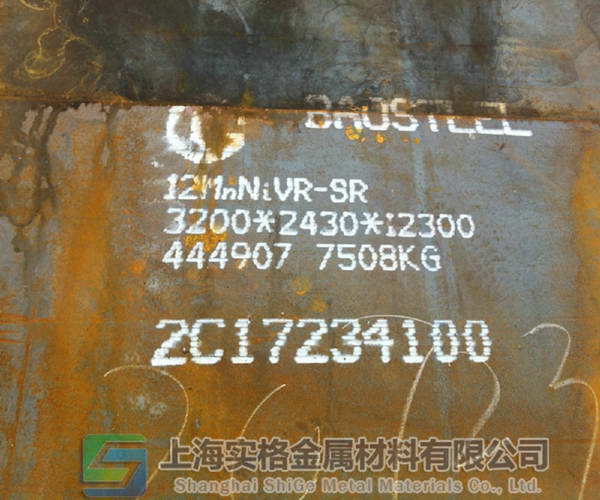 BAOSTEEL
12MnNiVR-SR
3200*2430*12300
444907 7508KG
2C17234100
上海实格金属材料有限公司
Shanghai ShiGe Metal Materials Co., Ltd.